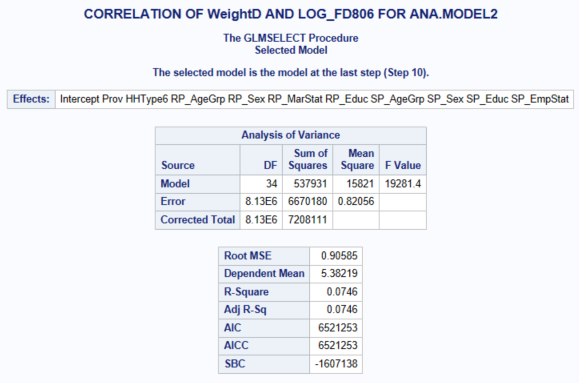 CORRELATION OF WeightD AND LOG_FD806 FOR ANA.MODEL2
The GLMSELECT Procedure
Selected Model
The selected model is the model at the last step (Step 10).
Effects: Intercept Prov HHType6 RP_AgeGrp RP_Sex RP_MarStat RP_Educ SP_AgeGrp SP_Sex SP_Educ SP_EmpStat
Analysis of Variance
Source DF Sum of Squares Mean Square F Value
Model 34 537931 15821 19281.4
Error 8.13E6 6670180 0.82056
Corrected Total 8.13E6 7208111
Root MSE 0.90585
Dependent Mean 5.38219
R-Square 0.0746
Adj R-Sq 0.0746
AIC 6521253
AICC 6521253
SBC -1607138